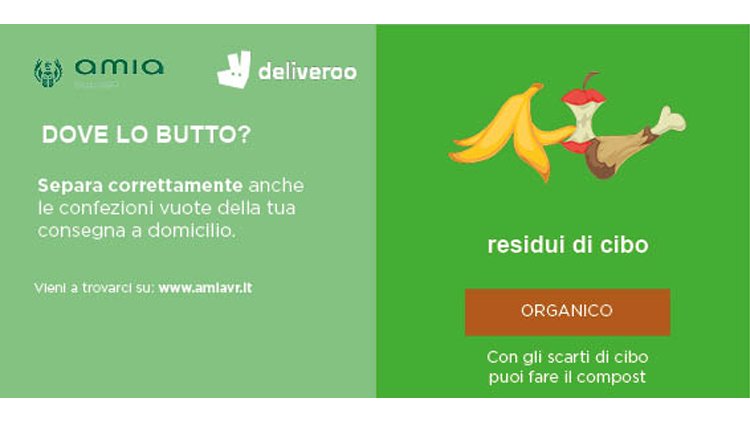 amia
deliveroo
DOVE LO BUTTO?
Separa correttamente anche
le confezioni vuote della tua
consegna a domicilio.
Vieni a trovarci su: www.amiavr.it
residui di cibo
ORGANICO
Con gli scarti di cibo
puoi fare il compost